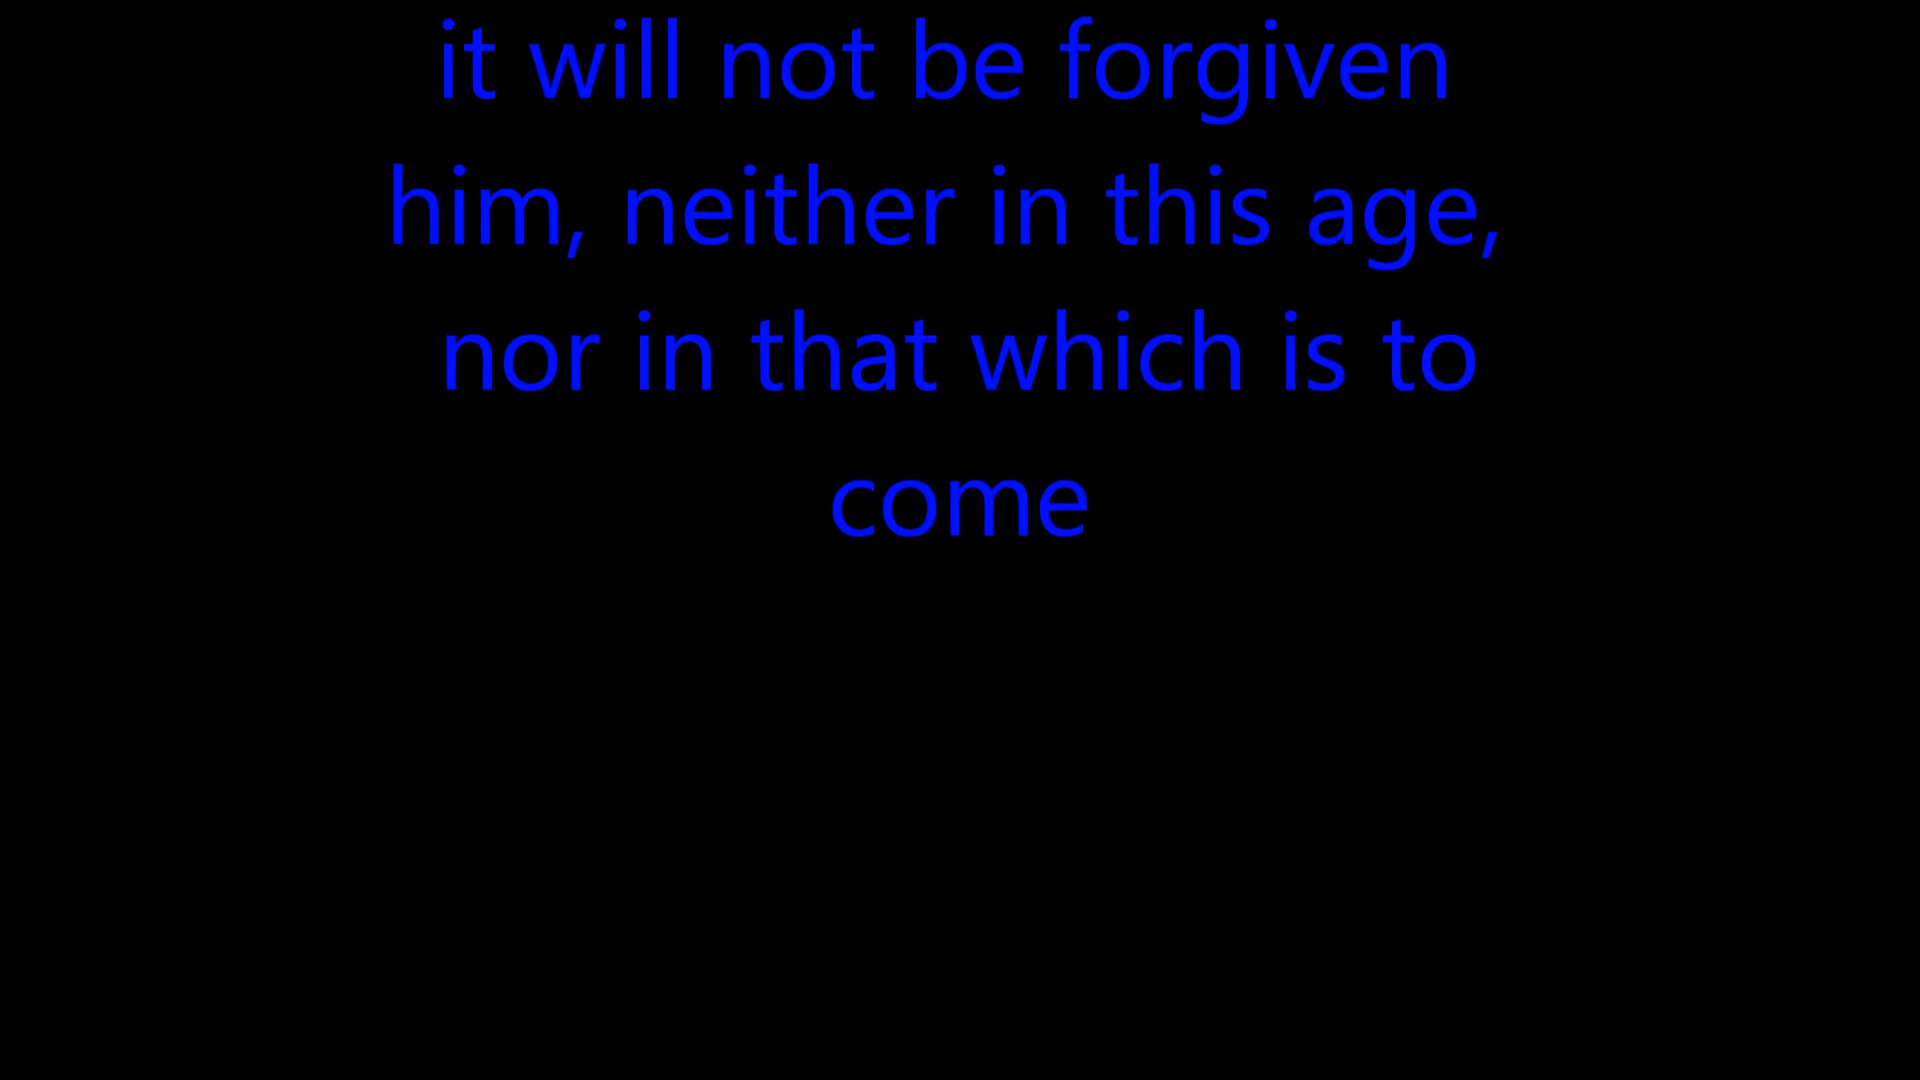 it will not be forgiven
him, neither in this age,
nor in that which is to
come